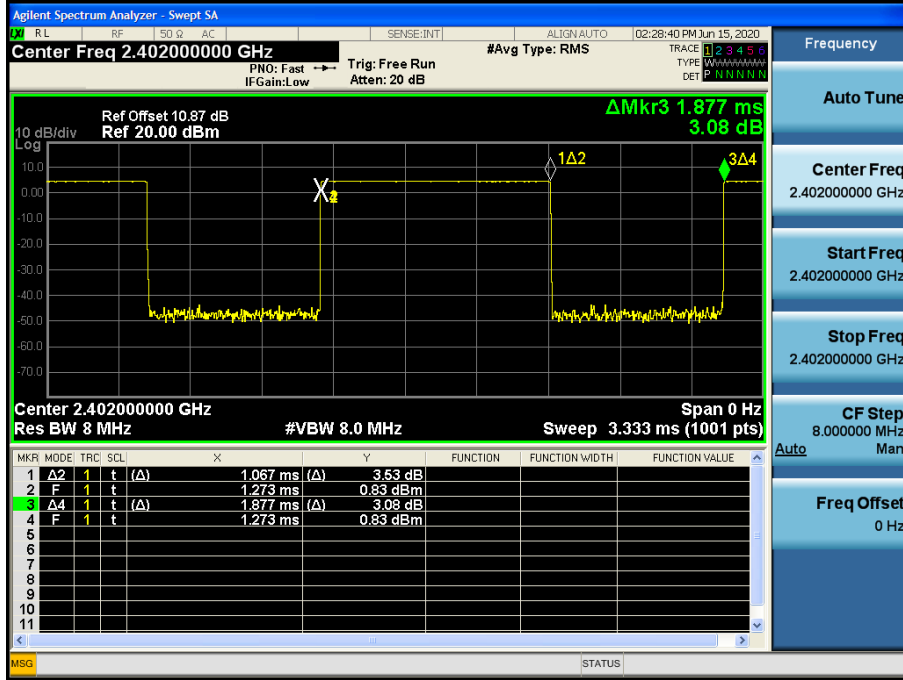 Agilent Spectrum Analyzer - Swept SA
LXI RL RF 50 Ω AC SENSE:INT ALIGN AUTO 02:28:40 PM Jun 15, 2020
Center Freq 2.402000000 GHz #Avg Type: RMS TRACE 1 2 3 4 5 6
PNO: Fast Trig: Free Run TYPE W
IFGain:Low Atten: 20 dB DET P N N N N N
Frequency
Auto Tune
Center Freq
2.402000000 GHz
Start Freq
2.402000000 GHz
Stop Freq
2.402000000 GHz
CF Step
8.000000 MHz
Auto Man
Freq Offset
0 Hz
ΔMkr3 1.877 ms
3.08 dB
Ref Offset 10.87 dB
10 dB/div Ref 20.00 dBm
Log
10.0
0.00
-10.0
-20.0
-30.0
-40.0
-50.0
-60.0
-70.0
1Δ2
3Δ4
Center 2.402000000 GHz Span 0 Hz
Res BW 8 MHz #VBW 8.0 MHz Sweep 3.333 ms (1001 pts)
MKR MODE TRC SCL X Y FUNCTION FUNCTION WIDTH FUNCTION VALUE
1 Δ2 1 t (Δ) 1.067 ms (Δ) 3.53 dB
2 F 1 t 1.273 ms 0.83 dBm
3 Δ4 1 t (Δ) 1.877 ms (Δ) 3.08 dB
4 F 1 t 1.273 ms 0.83 dBm
5
6
7
8
9
10
11
MSG STATUS